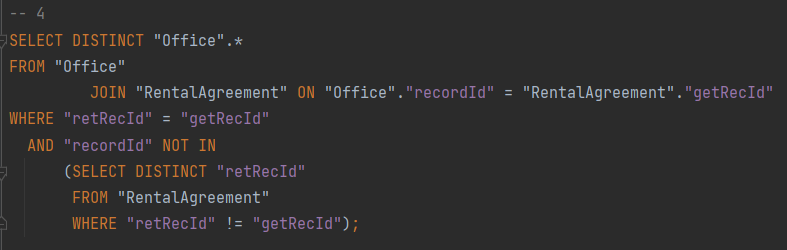 -- 4
SELECT DISTINCT "Office".*
FROM "Office"
JOIN "RentalAgreement" ON "Office"."recordId" = "RentalAgreement"."getRecId"
WHERE "retRecId" = "getRecId"
AND "recordId" NOT IN
(SELECT DISTINCT "retRecId"
FROM "RentalAgreement"
WHERE "retRecId" != "getRecId");